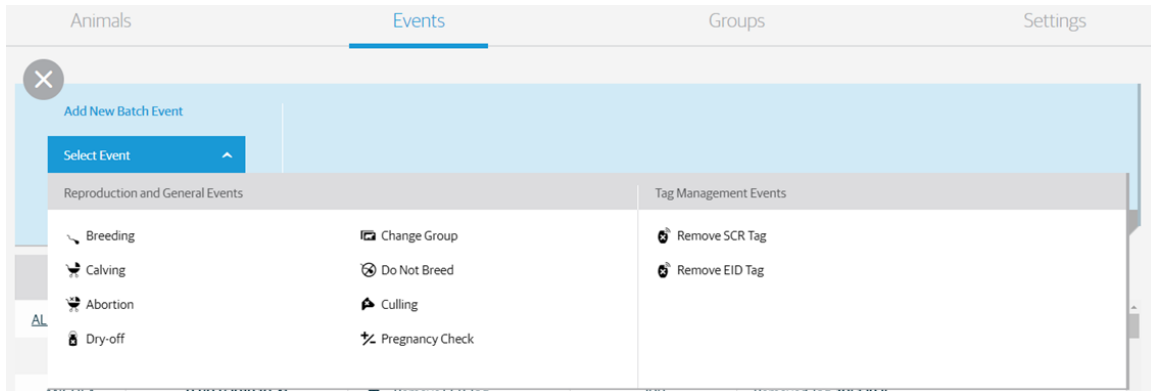 Animals Events Groups Settings
Add New Batch Event
Select Event
Reproduction and General Events Tag Management Events
Breeding Change Group Remove SCR Tag
Calving Do Not Breed Remove EID Tag
Abortion Culling
AL
Dry-off Pregnancy Check